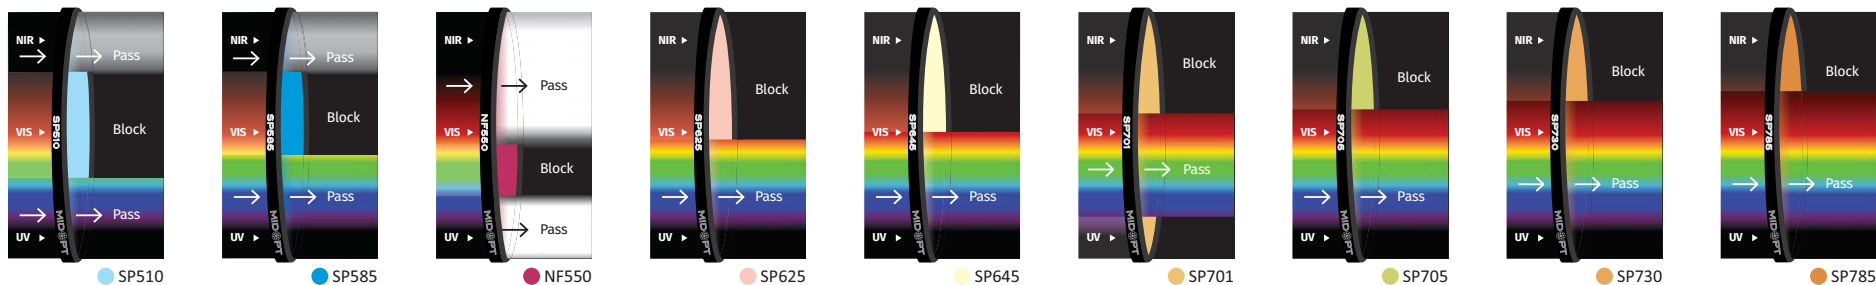 NIR
Pass
SP510
Block
VIS
Pass
MIDOPT
UV
SP510
NIR
Pass
SP585
Block
VIS
Pass
MIDOPT
UV
SP585
NIR
Pass
NF550
Block
Pass
MIDOPT
UV
NF550
NIR
Block
SP625
VIS
Pass
MIDOPT
UV
SP625
NIR
Block
SP645
VIS
Pass
MIDOPT
UV
SP645
NIR
Block
SP701
VIS
Pass
MIDOPT
UV
SP701
NIR
Block
SP705
VIS
Pass
MIDOPT
UV
SP705
NIR
Block
SP730
VIS
Pass
MIDOPT
UV
SP730
NIR
Block
SP785
VIS
Pass
MIDOPT
UV
SP785